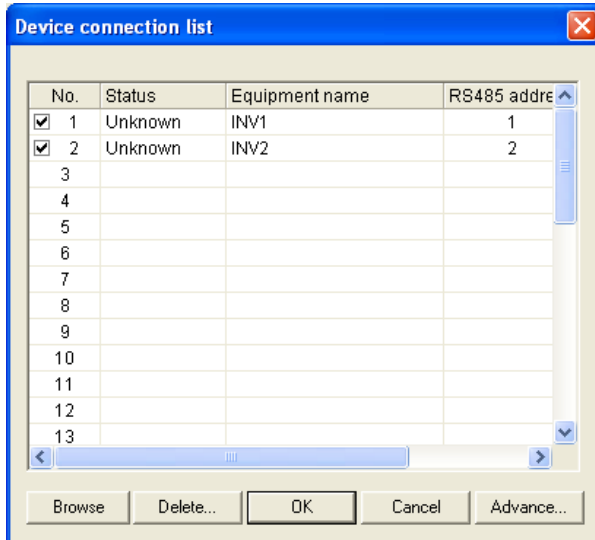 Device connection list
No. Status Equipment name RS485 addre
1 Unknown INV1 1
2 Unknown INV2 2
3
4
5
6
7
8
9
10
11
12
13
Browse Delete... OK Cancel Advance...